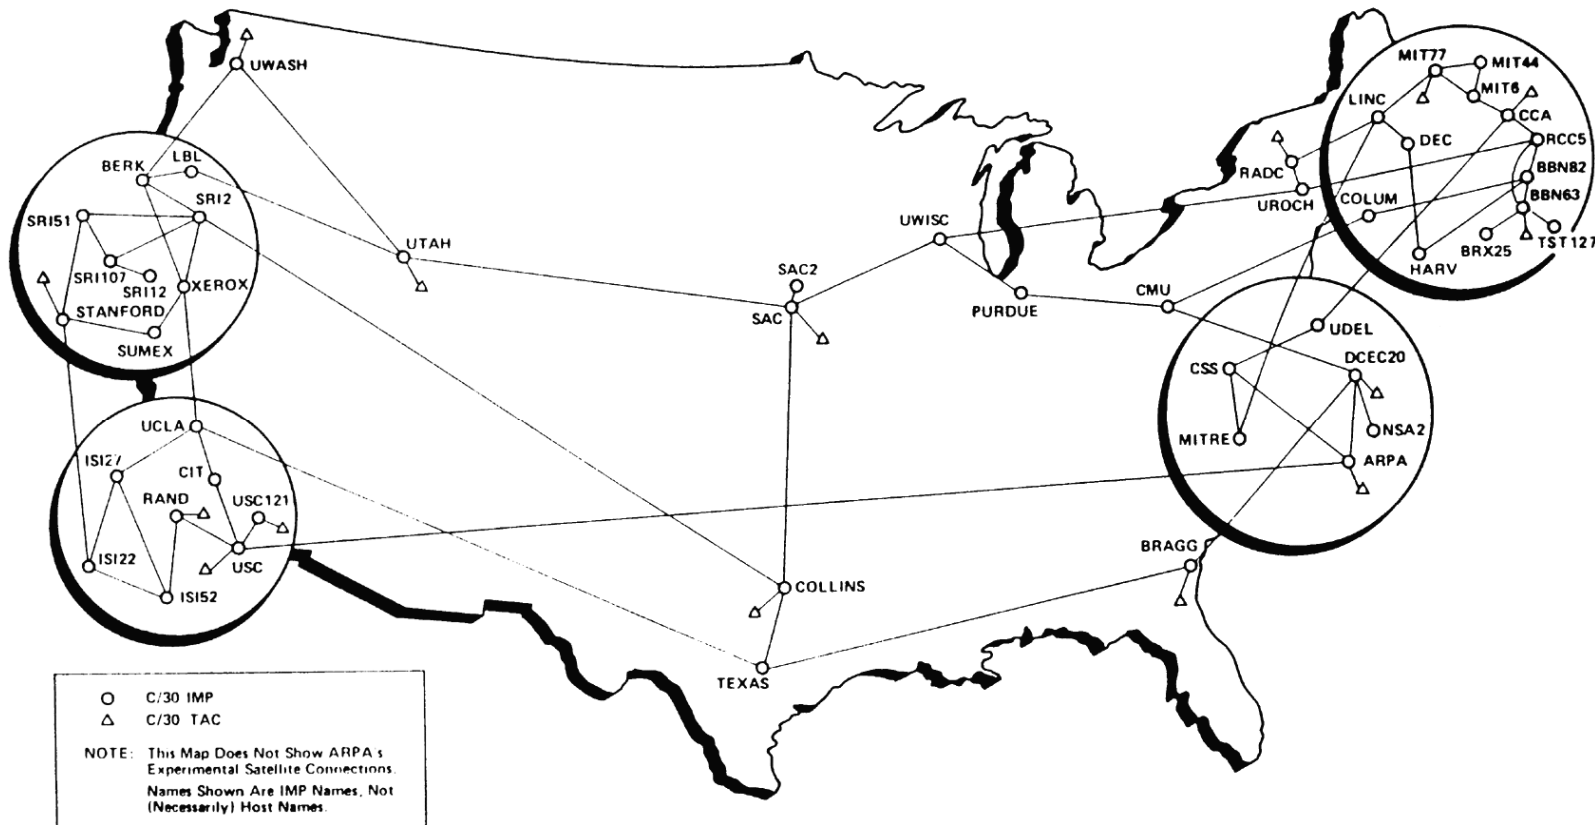 UWASH
MIT77
MIT44
MIT6
LINC
CCA
DEC
RCC5
BERK
LBL
RADC
BBN82
SRI2
UROCH
COLUM
BBN63
SRI51
UWISC
TST127
UTAH
BRX25
HARV
SRI107
SRI12
XEROX
SAC2
CMU
STANFORD
SAC
PURDUE
UDEL
SUMEX
CSS
DCEC20
UCLA
NSA2
MITRE
ISI27
CIT
ARPA
RAND
USC121
BRAGG
ISI22
USC
COLLINS
ISI52
TEXAS
C/30 IMP
C/30 TAC
NOTE: This Map Does Not Show ARPA's
Experimental Satellite Connections.
Names Shown Are IMP Names, Not
(Necessarily) Host Names.